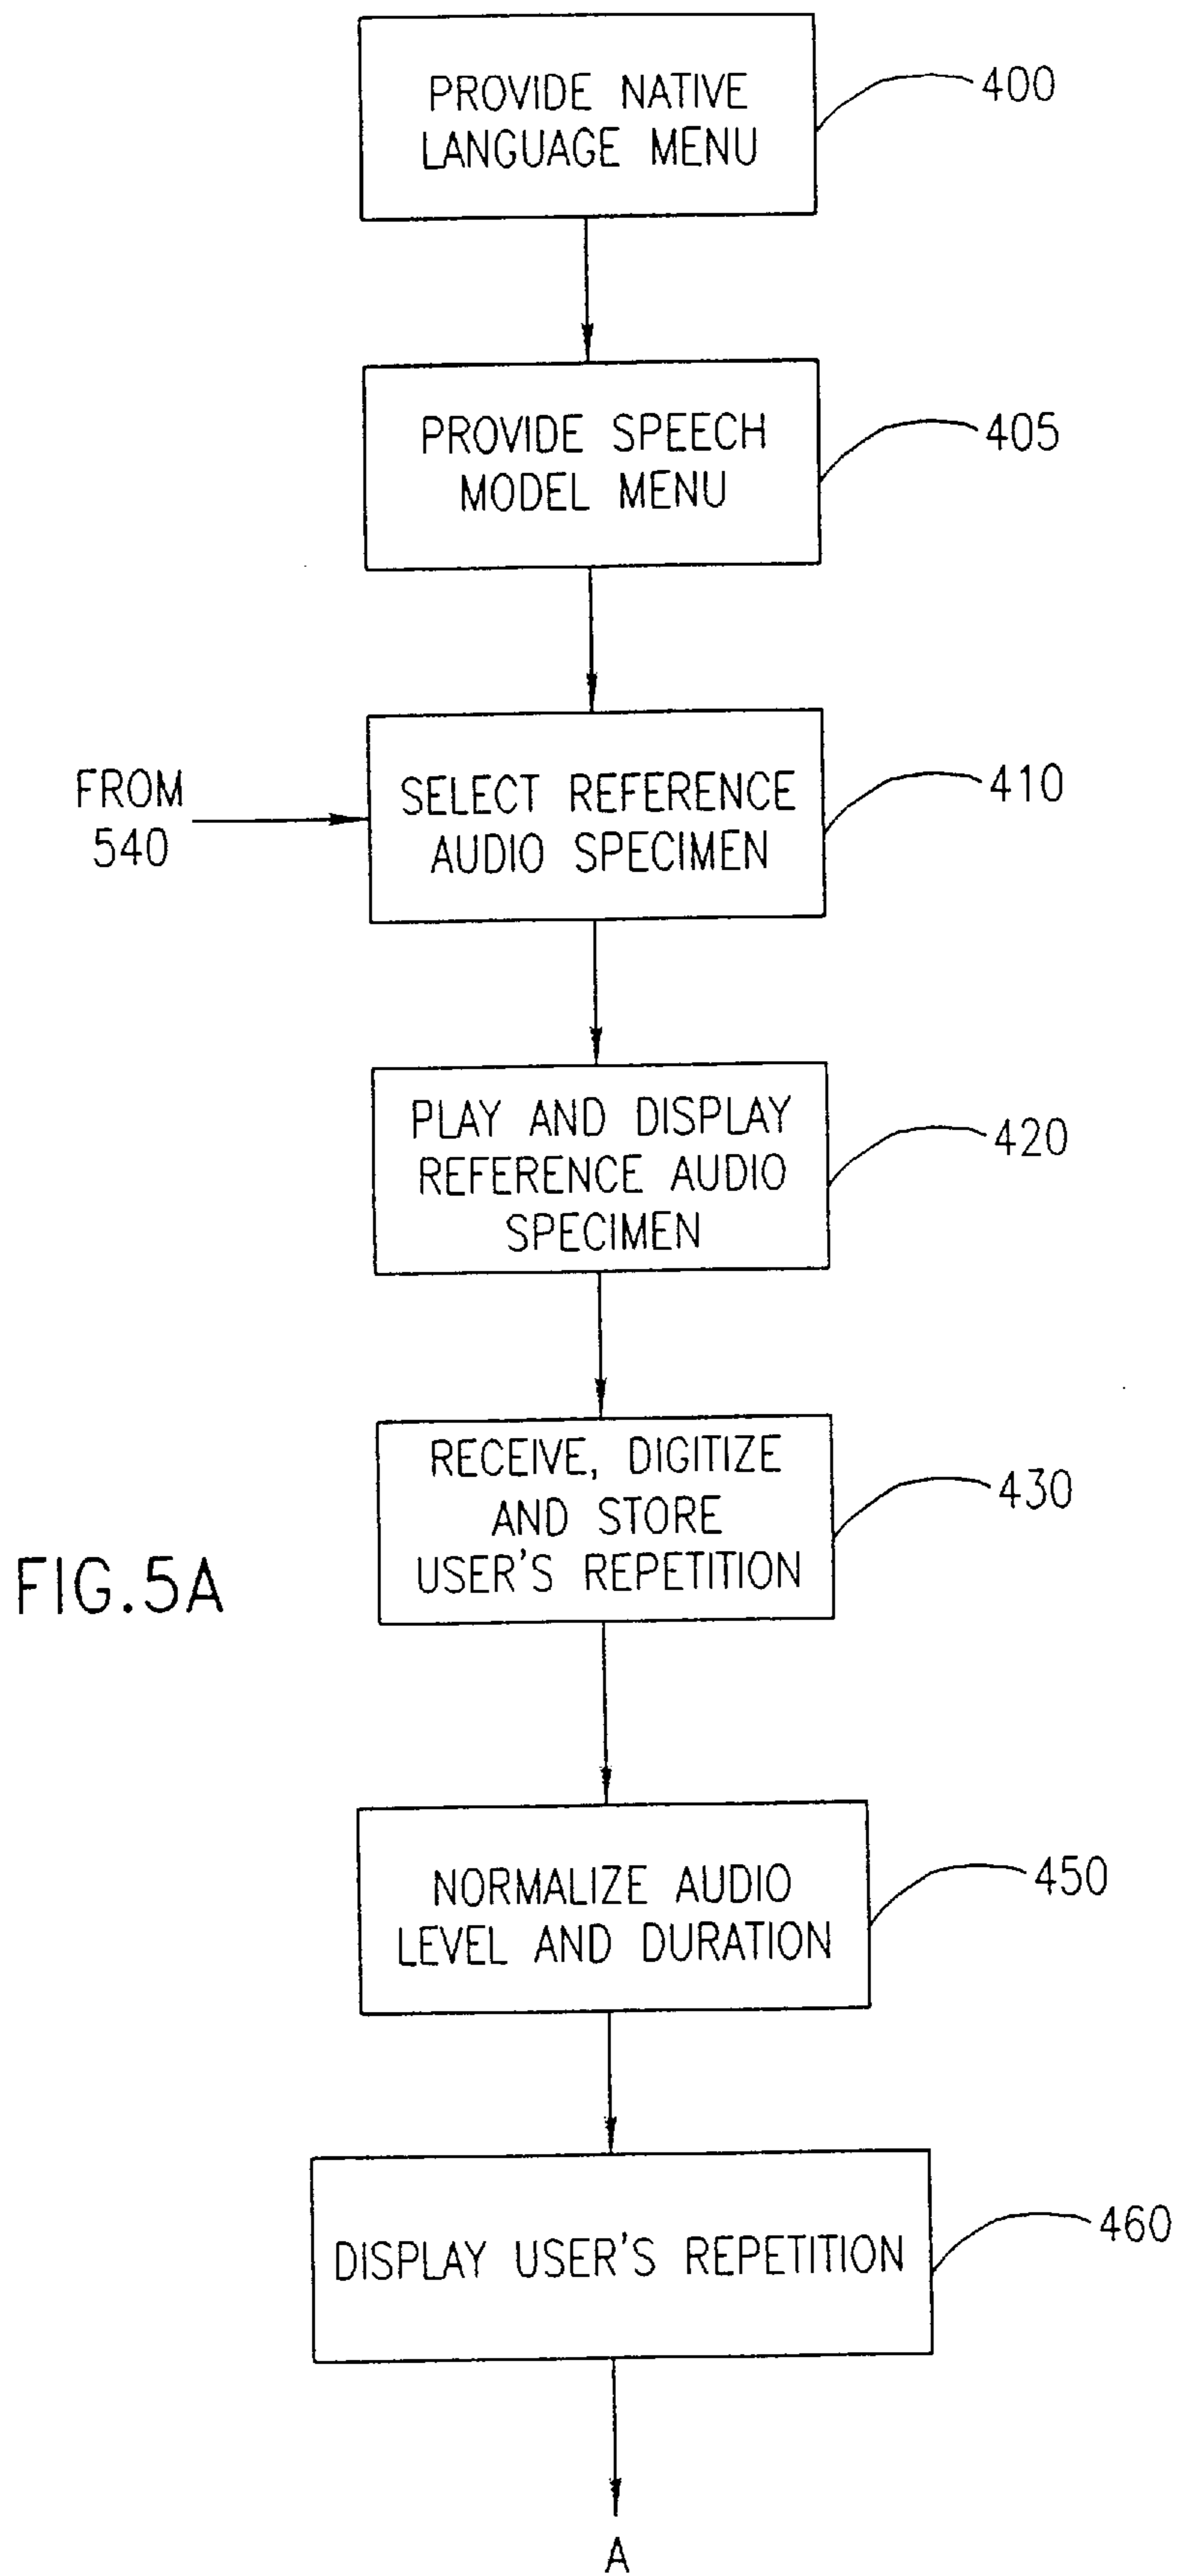 PROVIDE NATIVE
LANGUAGE MENU
400
PROVIDE SPEECH
MODEL MENU
405
FROM
540
SELECT REFERENCE
AUDIO SPECIMEN
410
PLAY AND DISPLAY
REFERENCE AUDIO
SPECIMEN
420
RECEIVE, DIGITIZE
AND STORE
USER'S REPETITION
430
FIG.5A
NORMALIZE AUDIO
LEVEL AND DURATION
450
DISPLAY USER'S REPETITION
460
A